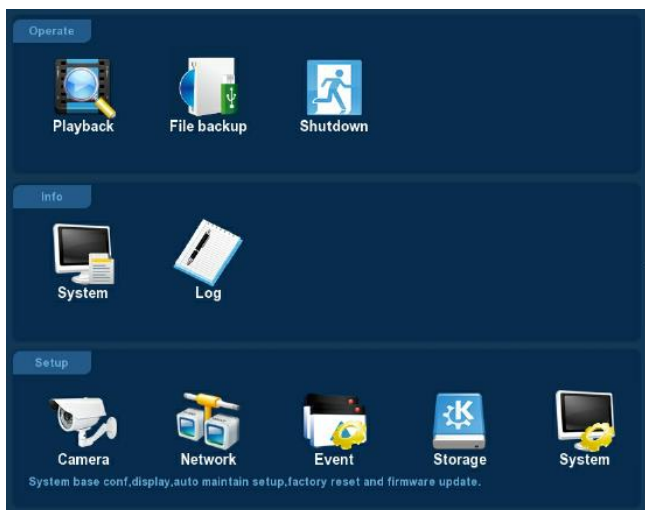 Operate
Playback File backup Shutdown
Info
System Log
Setup
K
Camera Network Event Storage System
System base conf,display,auto maintain setup,factory reset and firmware update.